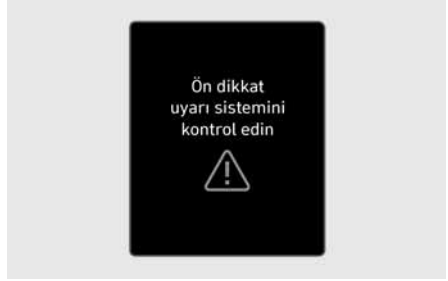 Ön dikkat
uyarı sistemini
kontrol edin